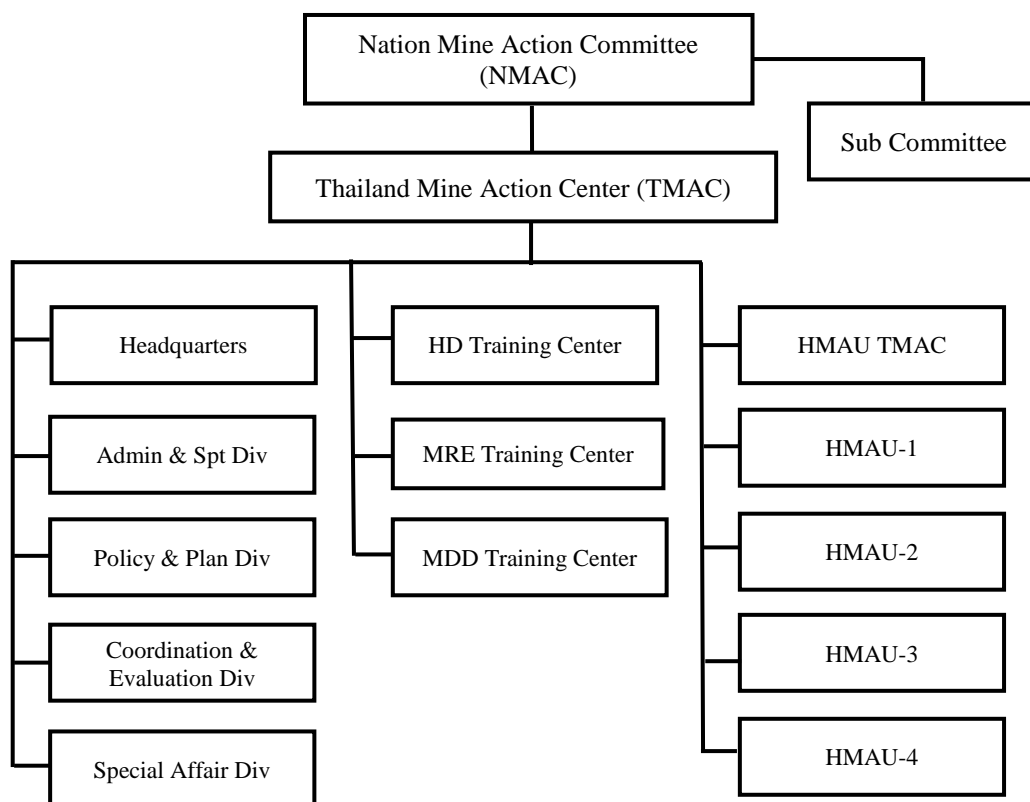 Nation Mine Action Committee
(NMAC)
Sub Committee
Thailand Mine Action Center (TMAC)
Headquarters
Admin & Spt Div
Policy & Plan Div
Coordination &
Evaluation Div
Special Affair Div
HD Training Center
MRE Training Center
MDD Training Center
HMAU TMAC
HMAU-1
HMAU-2
HMAU-3
HMAU-4